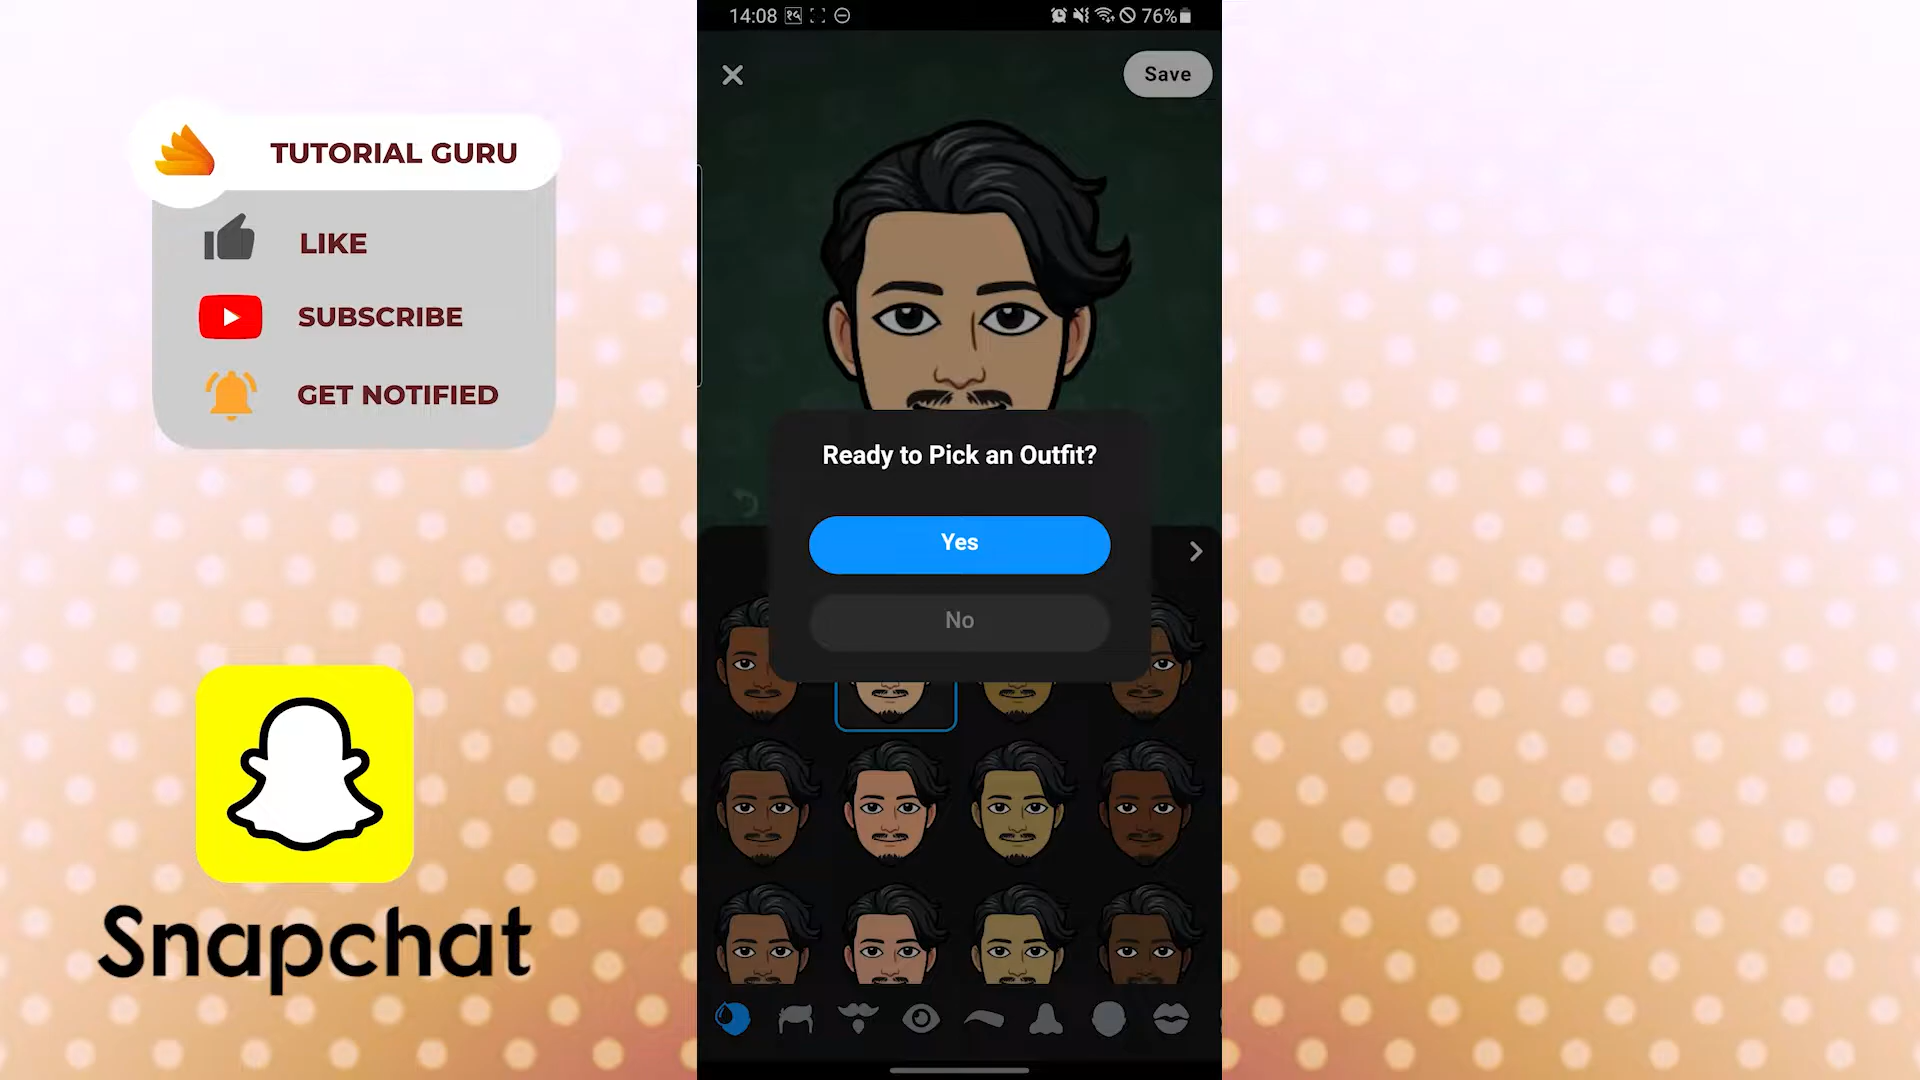 TUTORIAL GURU
LIKE
SUBSCRIBE
GET NOTIFIED
Snapchat
14:08
76%
Save
Ready to Pick an Outfit?
Yes
No